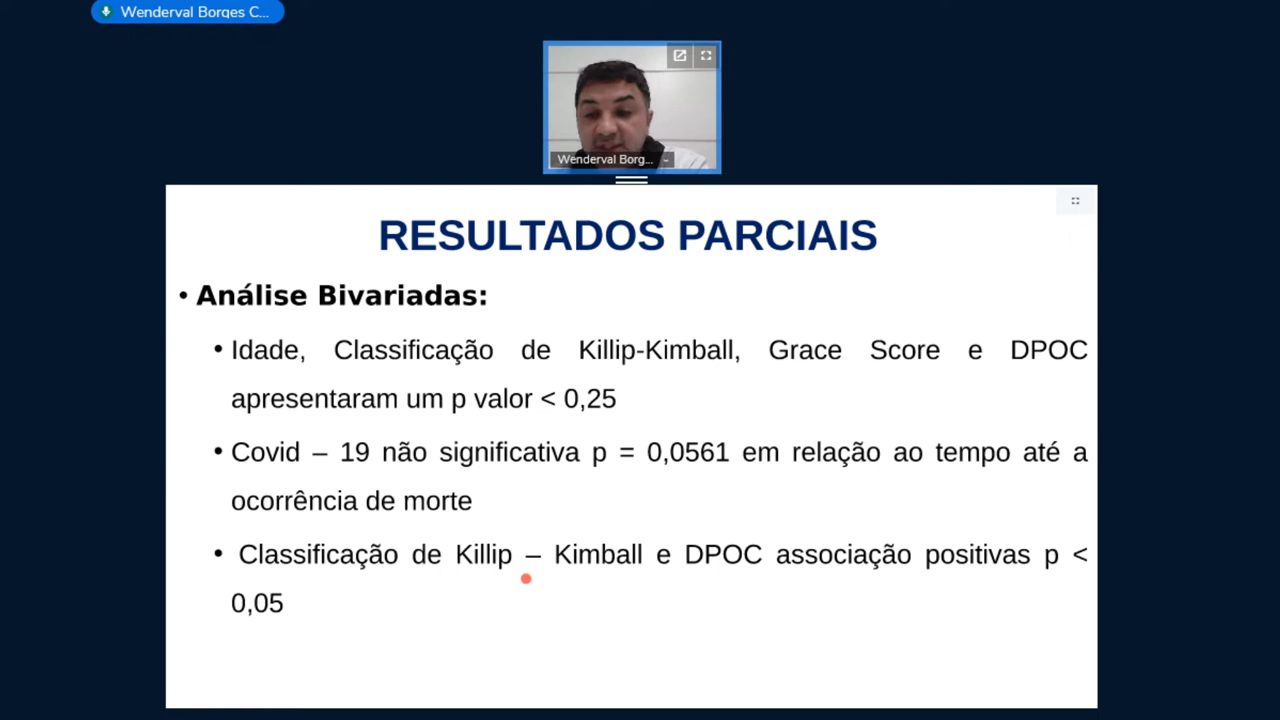 Wenderval Borges C...
Wenderval Borg...
RESULTADOS PARCIAIS
• Análise Bivariadas:
• Idade, Classificação de Killip-Kimball, Grace Score e DPOC
apresentaram um p valor < 0,25
• Covid – 19 não significativa p = 0,0561 em relação ao tempo até a
ocorrência de morte
• Classificação de Killip – Kimball e DPOC associação positivas p <
0,05